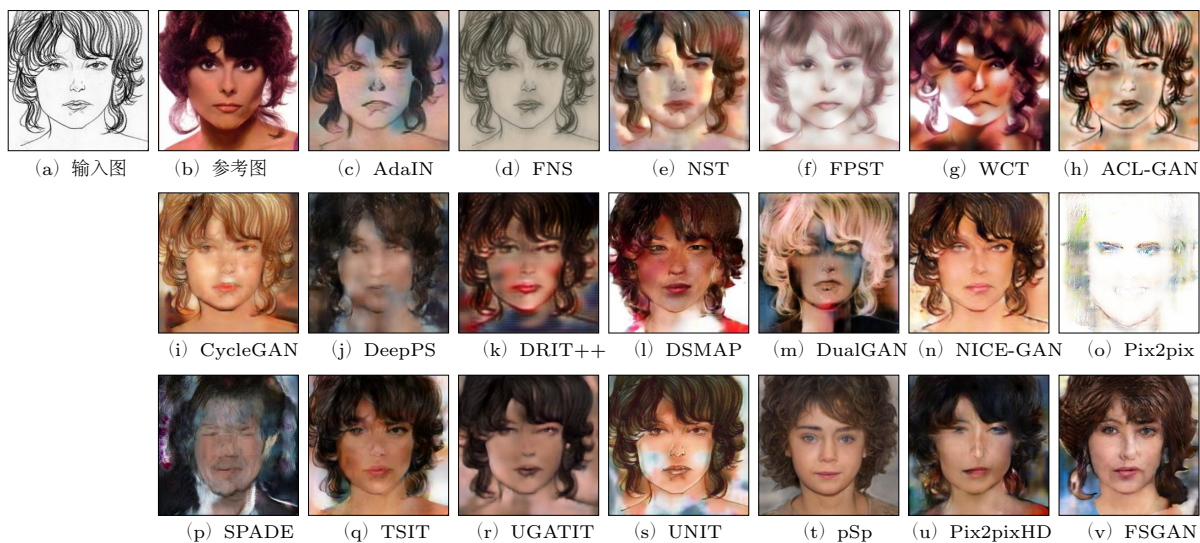 (a) 输入图 (b) 参考图 (c) AdaIN (d) FNS (e) NST (f) FPST (g) WCT (h) ACL-GAN
(i) CycleGAN (j) DeepPS (k) DRIT++ (l) DSMAP (m) DualGAN (n) NICE-GAN (o) Pix2pix
(p) SPADE (q) TSIT (r) UGATIT (s) UNIT (t) pSp (u) Pix2pixHD (v) FSGAN